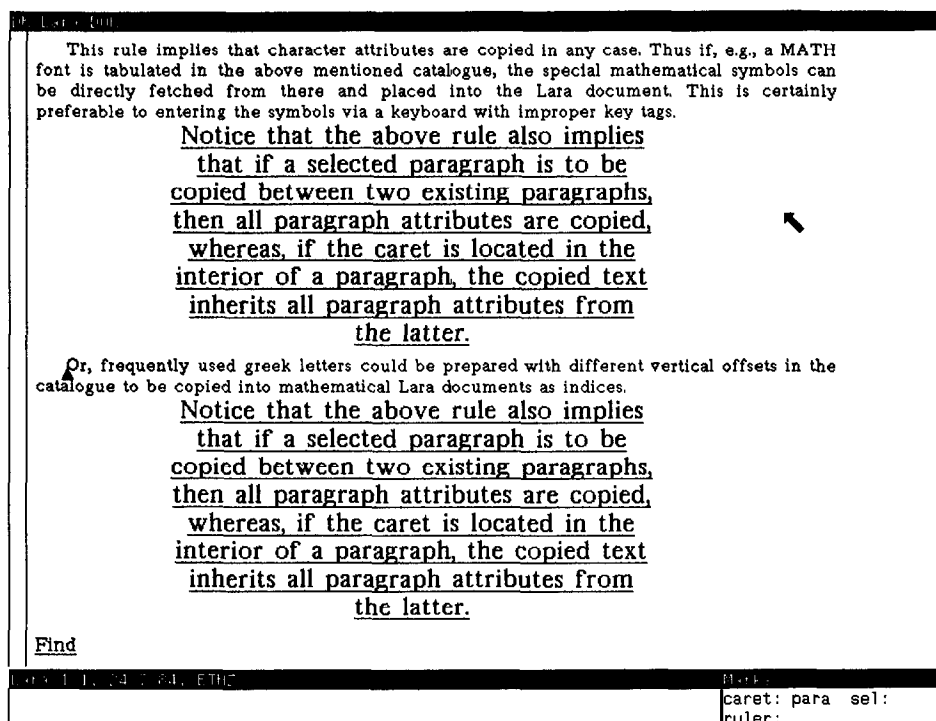 This rule implies that character attributes are copied in any case. Thus if, e.g., a MATH
font is tabulated in the above mentioned catalogue, the special mathematical symbols can
be directly fetched from there and placed into the Lara document. This is certainly
preferable to entering the symbols via a keyboard with improper key tags.
Notice that the above rule also implies
that if a selected paragraph is to be
copied between two existing paragraphs,
then all paragraph attributes are copied,
whereas, if the caret is located in the
interior of a paragraph, the copied text
inherits all paragraph attributes from
the latter.
Or, frequently used greek letters could be prepared with different vertical offsets in the
catalogue to be copied into mathematical Lara documents as indices.
Notice that the above rule also implies
that if a selected paragraph is to be
copied between two existing paragraphs,
then all paragraph attributes are copied,
whereas, if the caret is located in the
interior of a paragraph, the copied text
inherits all paragraph attributes from
the latter.
Find
ETHZ
caret: para sel:
ruler: